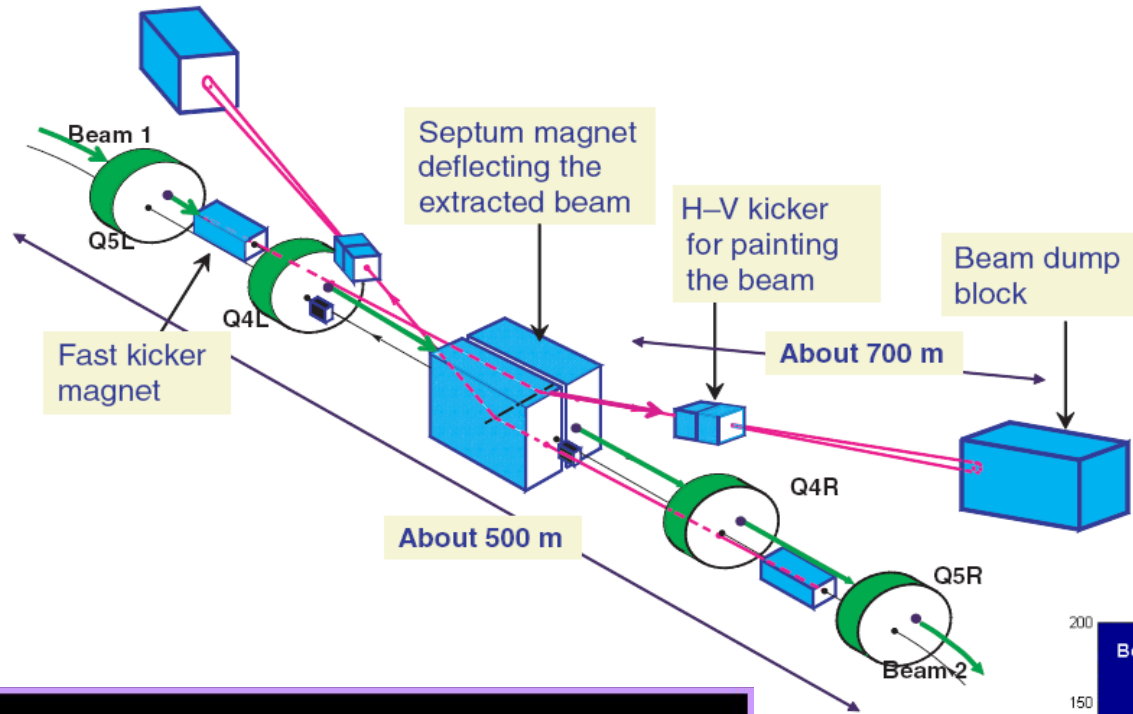 Beam 1
Septum magnet
deflecting the
extracted beam
H–V kicker
for painting
the beam
Beam dump
block
Q5L
Q4L
Fast kicker
magnet
About 700 m
About 500 m
Q4R
Q5R
Beam 2
200
150